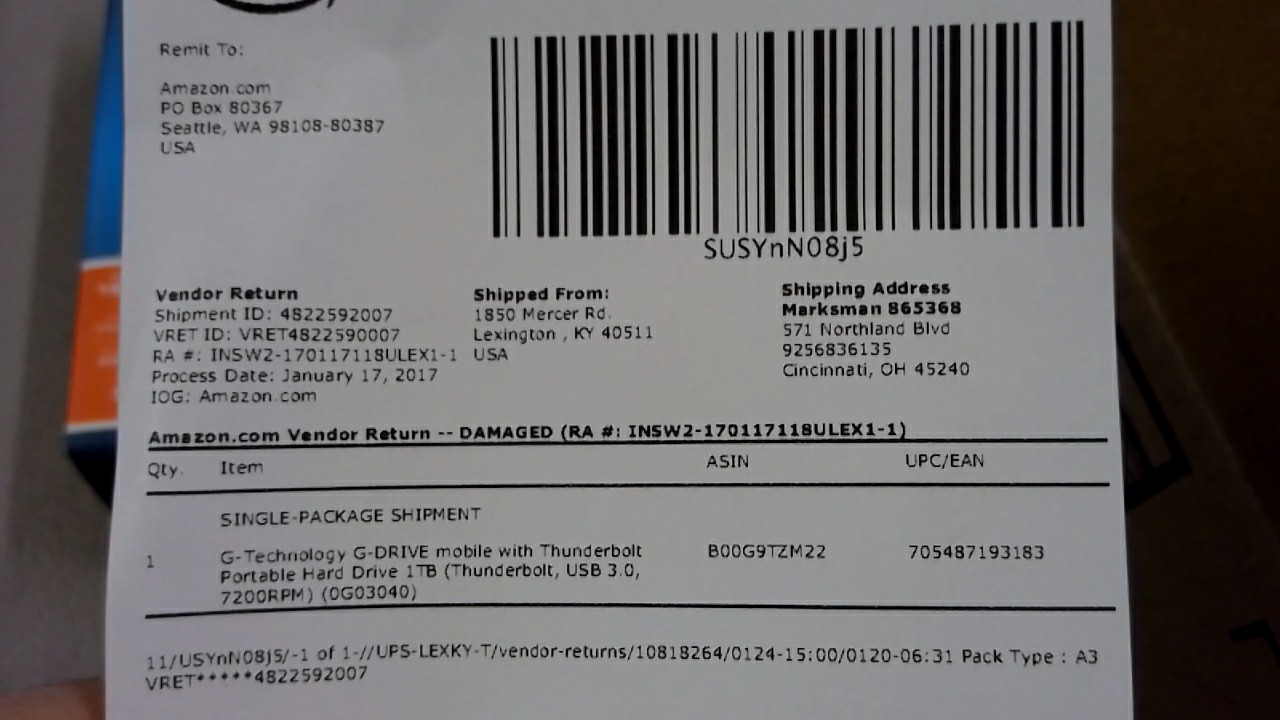 Remit To:
Amazon.com
PO Box 80367
Seattle, WA 98108-80387
USA
SUSYnN08j5
Vendor Return
Shipment ID: 4822592007
VRET ID: VRET4822590007
RA #: INSW2-170117118ULEX1-1
Process Date: January 17, 2017
IOG: Amazon.com
Shipped From:
1850 Mercer Rd.
Lexington , KY 40511
USA
Shipping Address
Marksman 865368
571 Northland Blvd
9256836135
Cincinnati, OH 45240
Amazon.com Vendor Return -- DAMAGED (RA #: INSW2-170117118ULEX1-1)
Qty. Item ASIN UPC/EAN
SINGLE-PACKAGE SHIPMENT
1 G-Technology G-DRIVE mobile with Thunderbolt B00G9TZM22 705487193183
Portable Hard Drive 1TB (Thunderbolt, USB 3.0,
7200RPM) (0G03040)
11/USYnN08j5/-1 of 1-//UPS-LEXKY-T/vendor-returns/10818264/0124-15:00/0120-06:31 Pack Type : A3
VRET*****4822592007